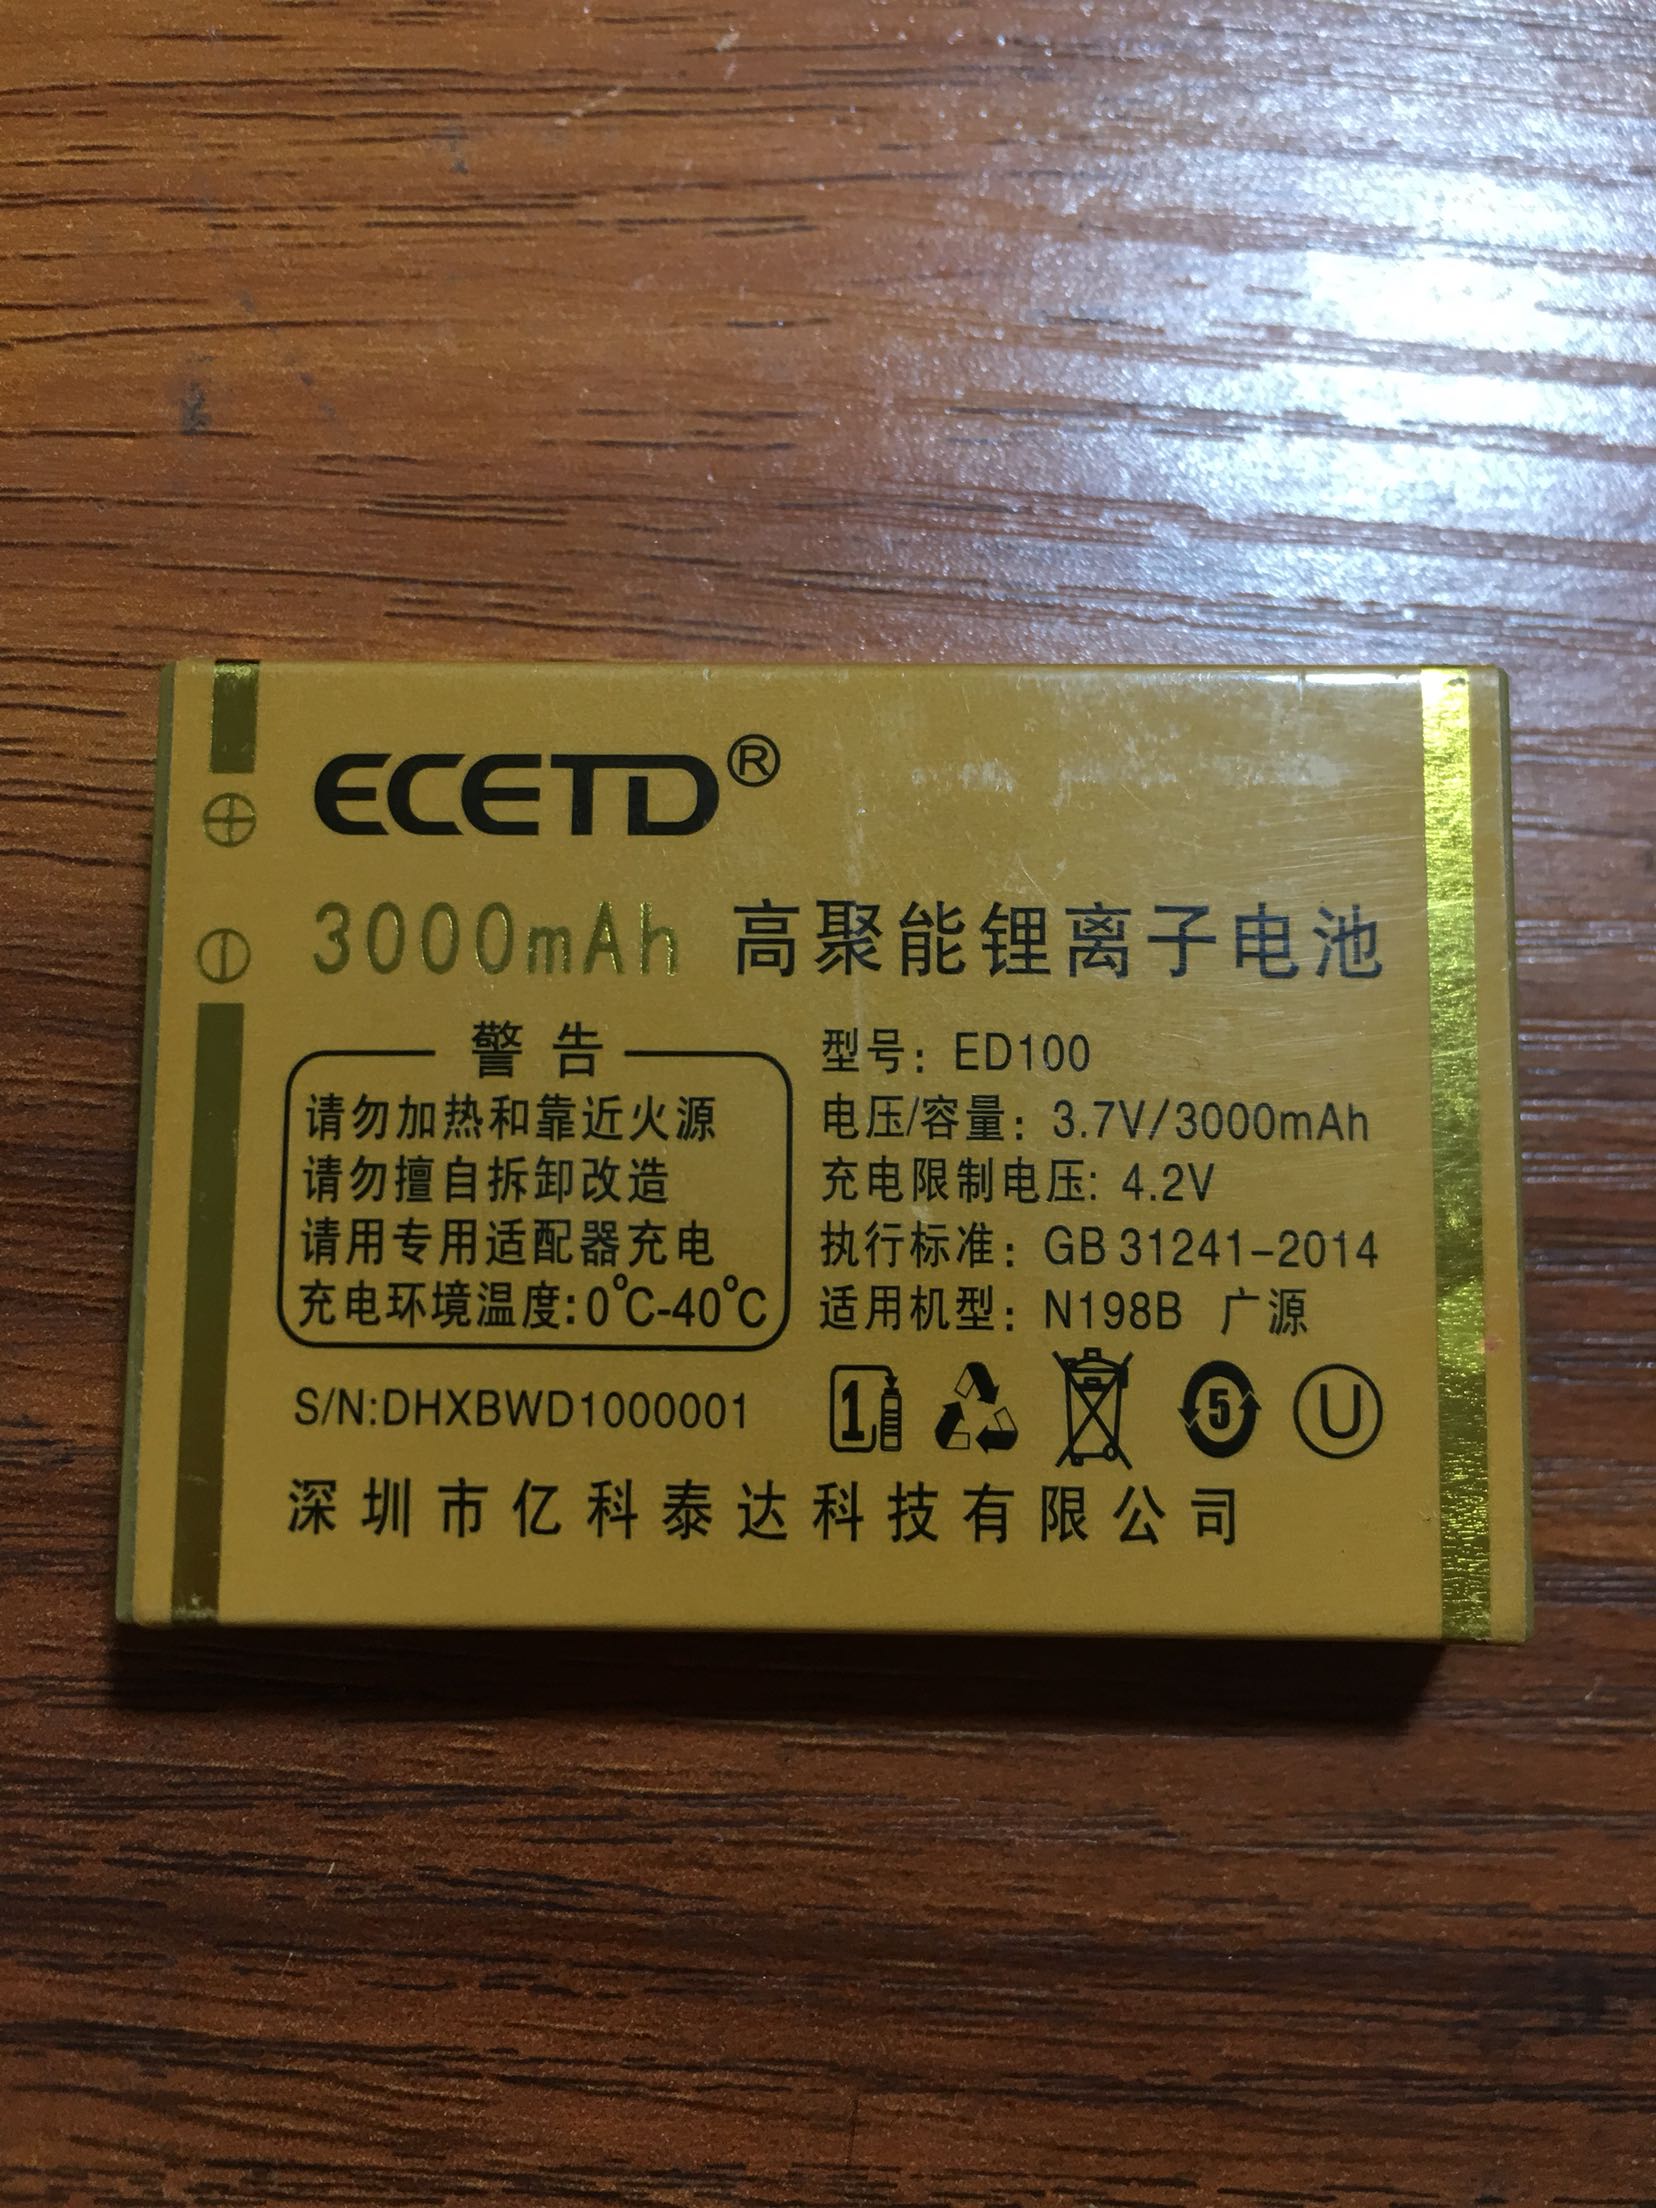 ECETD®
3000mAh 高聚能锂离子电池
警告
请勿加热和靠近火源
请勿擅自拆卸改造
请用专用适配器充电
充电环境温度:0°C-40°C
型号：ED100
电压/容量：3.7V/3000mAh
充电限制电压: 4.2V
执行标准：GB 31241-2014
适用机型：N198B 广源
S/N:DHXBWD1000001
1
5
U
深圳市亿科泰达科技有限公司